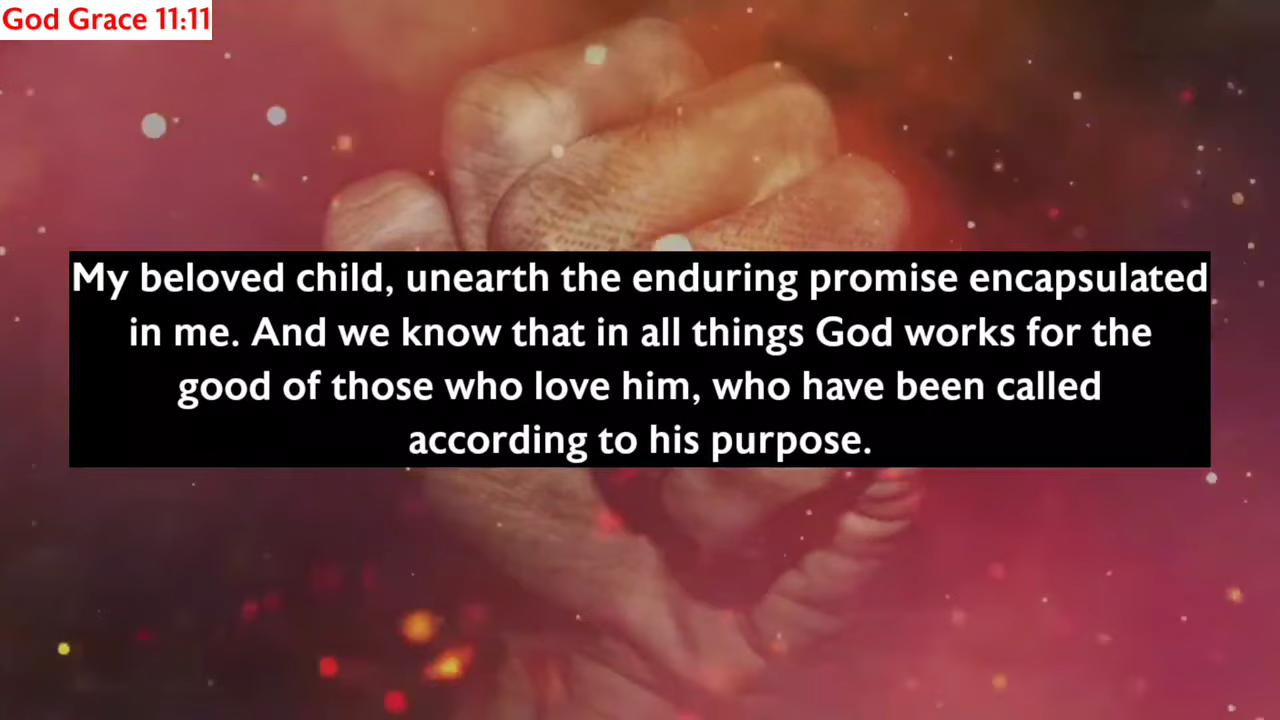 God Grace 11:11
My beloved child, unearth the enduring promise encapsulated
in me. And we know that in all things God works for the
good of those who love him, who have been called
according to his purpose.